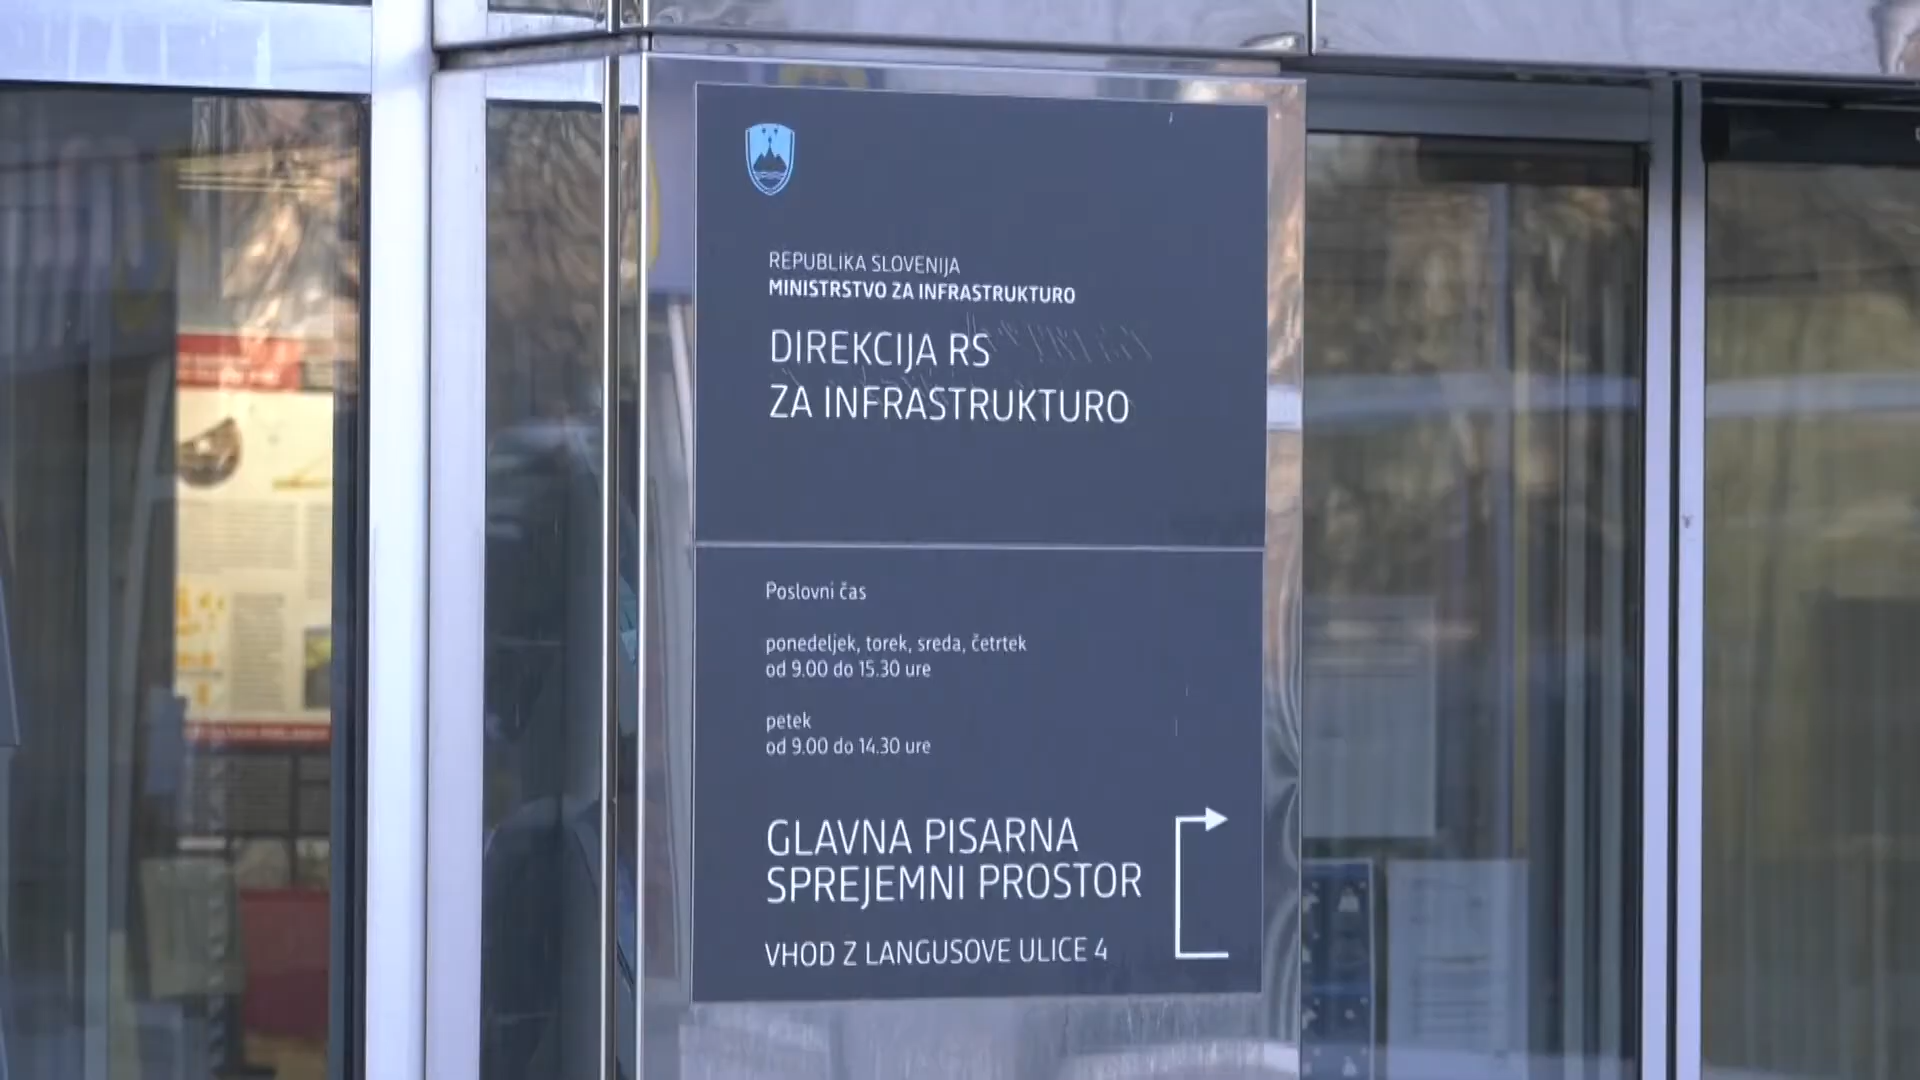 REPUBLIKA SLOVENIJA
MINISTRSTVO ZA INFRASTRUKTURO
DIREKCIJA RS
ZA INFRASTRUKTURO
Poslovni čas
ponedeljek, torek, sreda, četrtek
od 9.00 do 15.30 ure
petek
od 9.00 do 14.30 ure
GLAVNA PISARNA
SPREJEMNI PROSTOR
VHOD Z LANGUSOVE ULICE 4